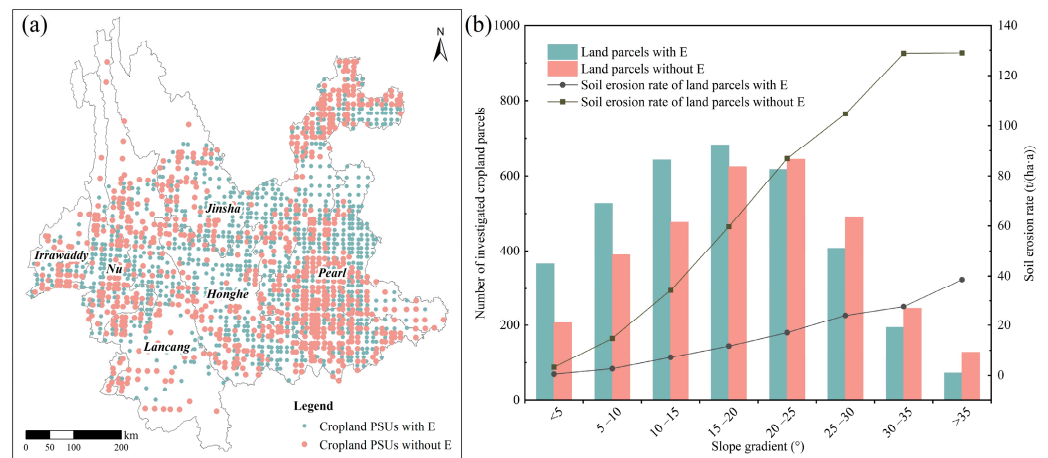 (a)
N
Jinsha
Irrawaddy
Nu
Pearl
Honghe
Lancang
Legend
Cropland PSUs with E
Cropland PSUs without E
km
0 50 100 200
(b)
Land parcels with E
Land parcels without E
Soil erosion rate of land parcels with E
Soil erosion rate of land parcels without E
Number of investigated cropland parcels
1000
800
600
400
200
0
Soil erosion rate (t/(ha·a))
140
120
100
80
60
40
20
0
<5
5–10
10–15
15–20
20–25
25–30
30–35
>35
Slope gradient (°)